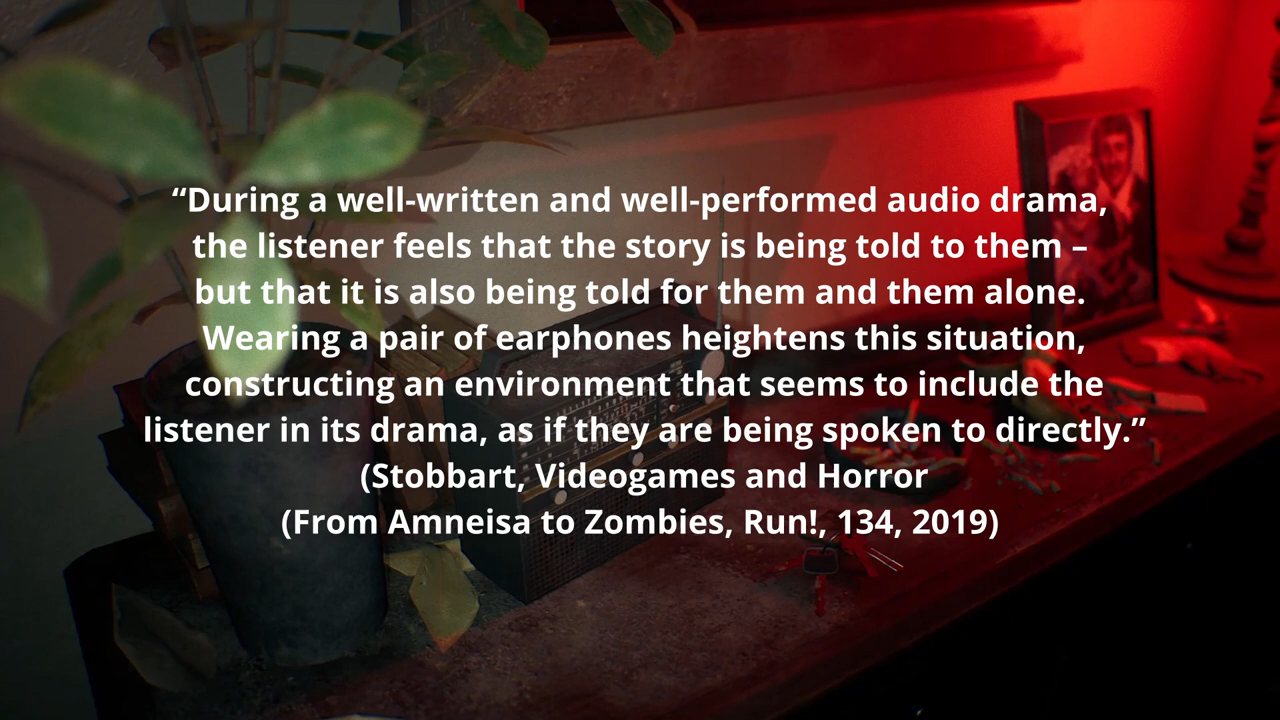 “During a well-written and well-performed audio drama,
the listener feels that the story is being told to them –
but that it is also being told for them and them alone.
Wearing a pair of earphones heightens this situation,
constructing an environment that seems to include the
listener in its drama, as if they are being spoken to directly.”
(Stobbart, Videogames and Horror
(From Amneisa to Zombies, Run!, 134, 2019)